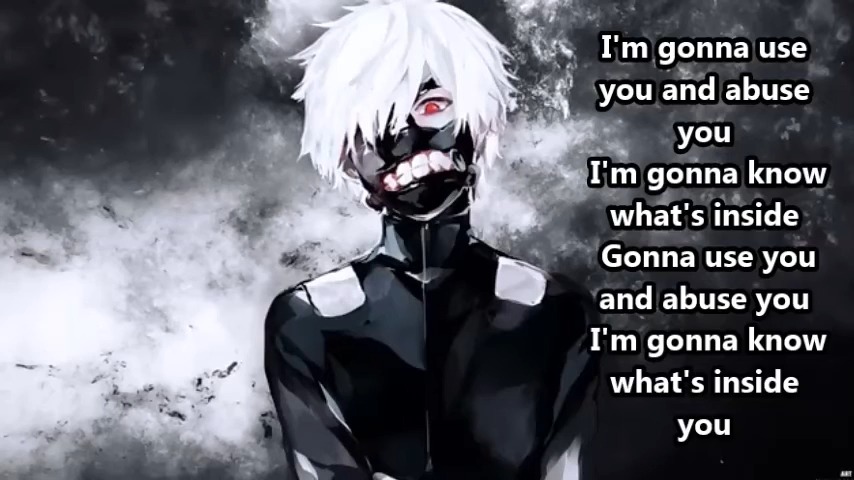 I'm gonna use
you and abuse
you
I'm gonna know
what's inside
Gonna use you
and abuse you
I'm gonna know
what's inside
you
ART